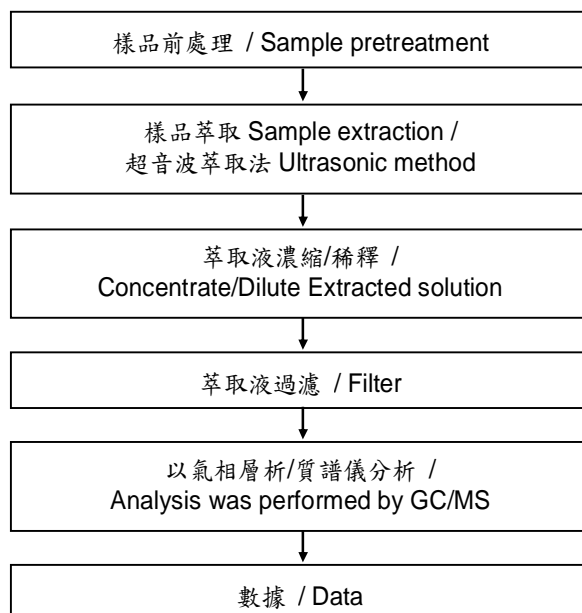 樣品前處理 / Sample pretreatment
樣品萃取 Sample extraction /
超音波萃取法 Ultrasonic method
萃取液濃縮/稀釋 /
Concentrate/Dilute Extracted solution
萃取液過濾 / Filter
以氣相層析/質譜儀分析 /
Analysis was performed by GC/MS
數據 / Data